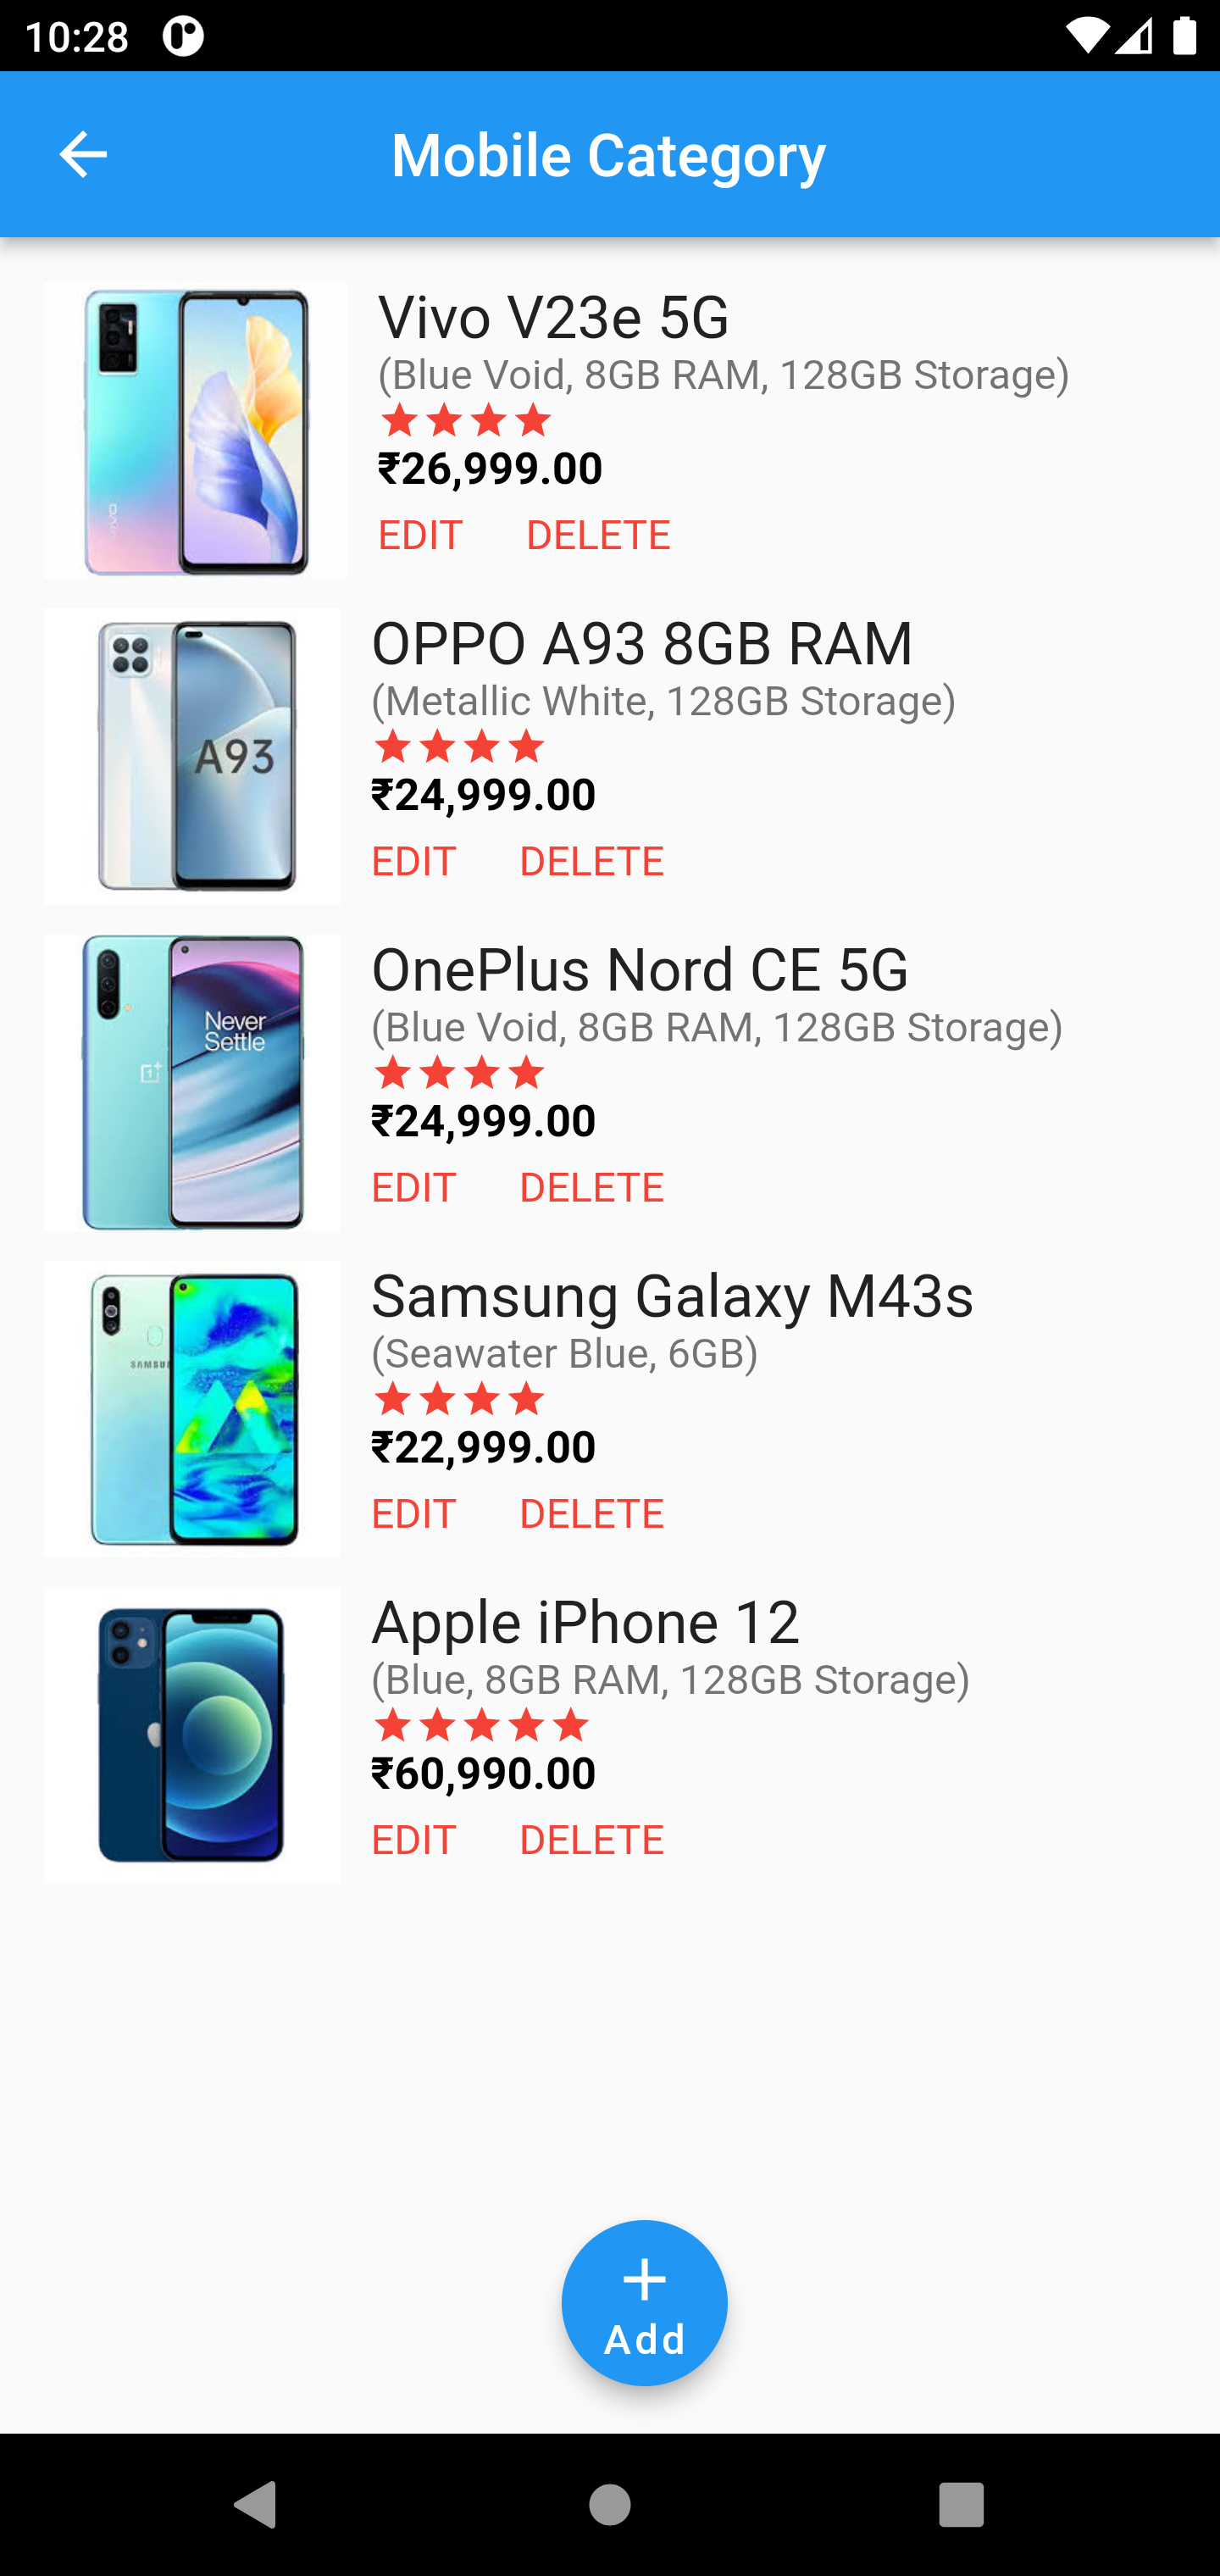 10:28
Mobile Category
Vivo V23e 5G
(Blue Void, 8GB RAM, 128GB Storage)
₹26,999.00
EDIT DELETE
vivo
OPPO A93 8GB RAM
(Metallic White, 128GB Storage)
A93
₹24,999.00
EDIT DELETE
OnePlus Nord CE 5G
(Blue Void, 8GB RAM, 128GB Storage)
Never
Settle
₹24,999.00
EDIT DELETE
Samsung Galaxy M43s
(Seawater Blue, 6GB)
SAMSU
₹22,999.00
EDIT DELETE
Apple iPhone 12
(Blue, 8GB RAM, 128GB Storage)
₹60,990.00
EDIT DELETE
Add